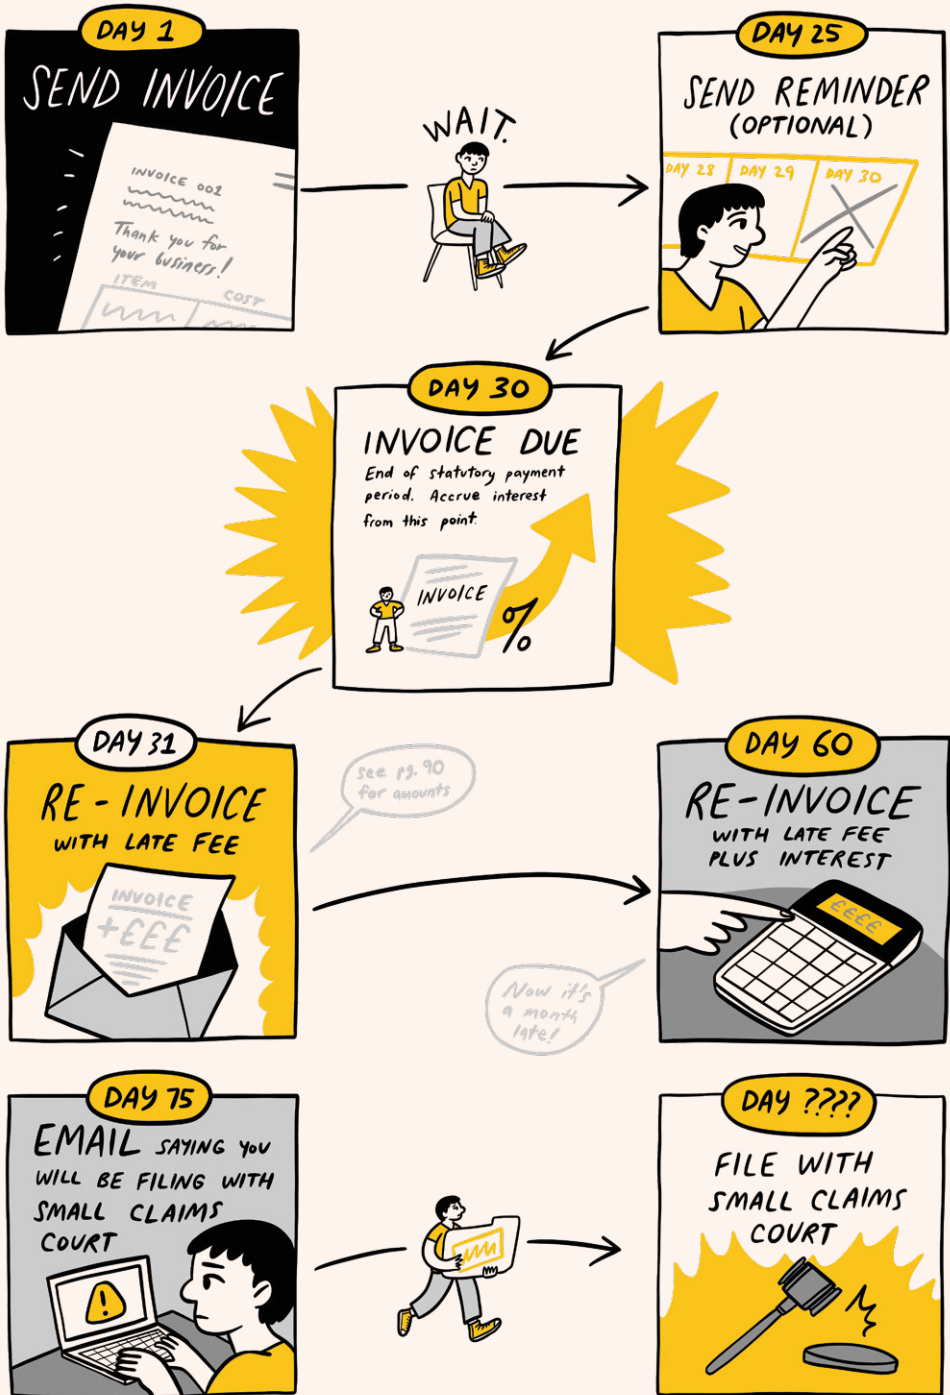 DAY 1
SEND INVOICE
INVOICE 001
Thank you for
your business!
ITEM
COST
WAIT.
DAY 25
SEND REMINDER
(OPTIONAL)
DAY 28
DAY 29
DAY 30
DAY 30
INVOICE DUE
End of statutory payment
period. Accrue interest
from this point.
INVOICE
%
DAY 31
RE-INVOICE
WITH LATE FEE
INVOICE
+£££
see pg. 90
for amounts
DAY 60
RE-INVOICE
WITH LATE FEE
PLUS INTEREST
££££
Now it's
a month
late!
DAY 75
EMAIL SAYING YOU
WILL BE FILING WITH
SMALL CLAIMS
COURT
!
DAY ????
FILE WITH
SMALL CLAIMS
COURT